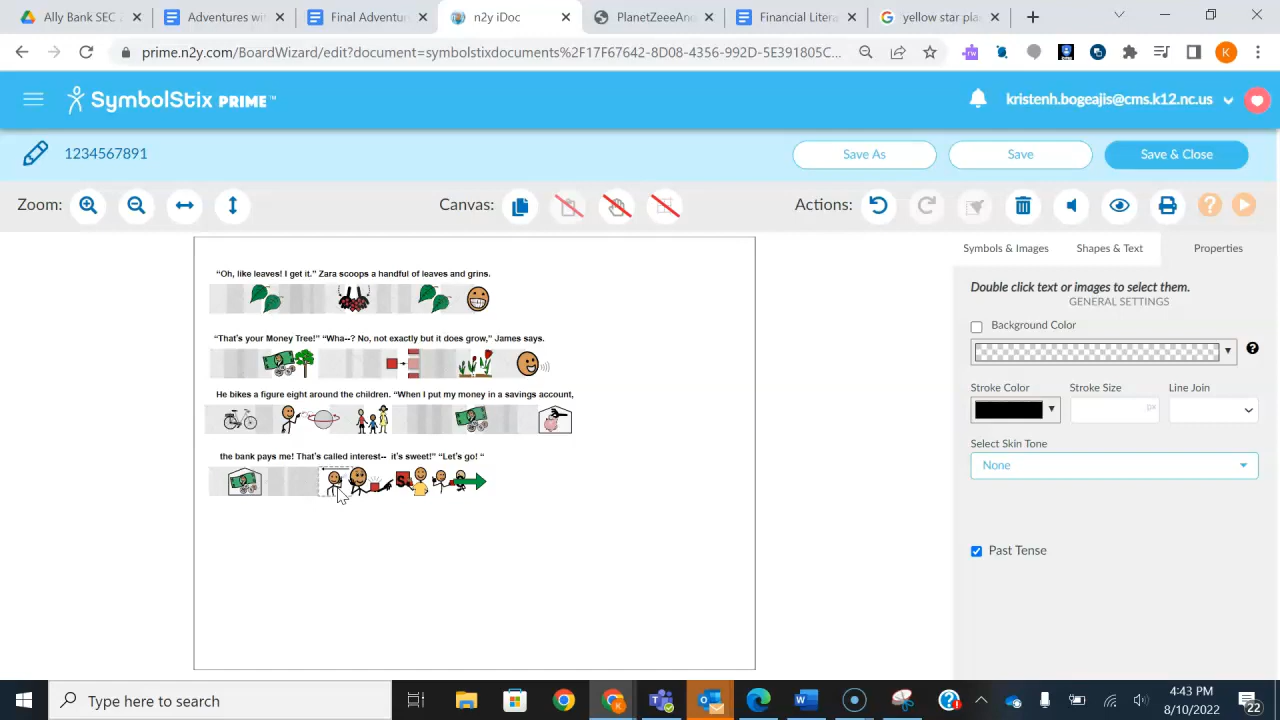 Ally Bank SEC
Adventures wi
Final Adventur
n2y iDoc
PlanetZeeeAn
Financial Litera
yellow star pla
prime.n2y.com/BoardWizard/edit?document=symbolstixdocuments%2F17F67642-8D08-4356-992D-5E391805C...
rw
K
SymbolStix PRIME™
kristenh.bogeajis@cms.k12.nc.us
1234567891
Save As
Save
Save & Close
Zoom:
Canvas:
Actions:
?
Symbols & Images
Shapes & Text
Properties
Double click text or images to select them.
GENERAL SETTINGS
Background Color
?
Stroke Color
Stroke Size
Line Join
px
Select Skin Tone
None
Past Tense
“Oh, like leaves! I get it.” Zara scoops a handful of leaves and grins.
“That's your Money Tree!” “Wha--? No, not exactly but it does grow,” James says.
He bikes a figure eight around the children. “When I put my money in a savings account,
the bank pays me! That's called interest-- it's sweet!” “Let's go! “
Type here to search
4:43 PM
8/10/2022
22